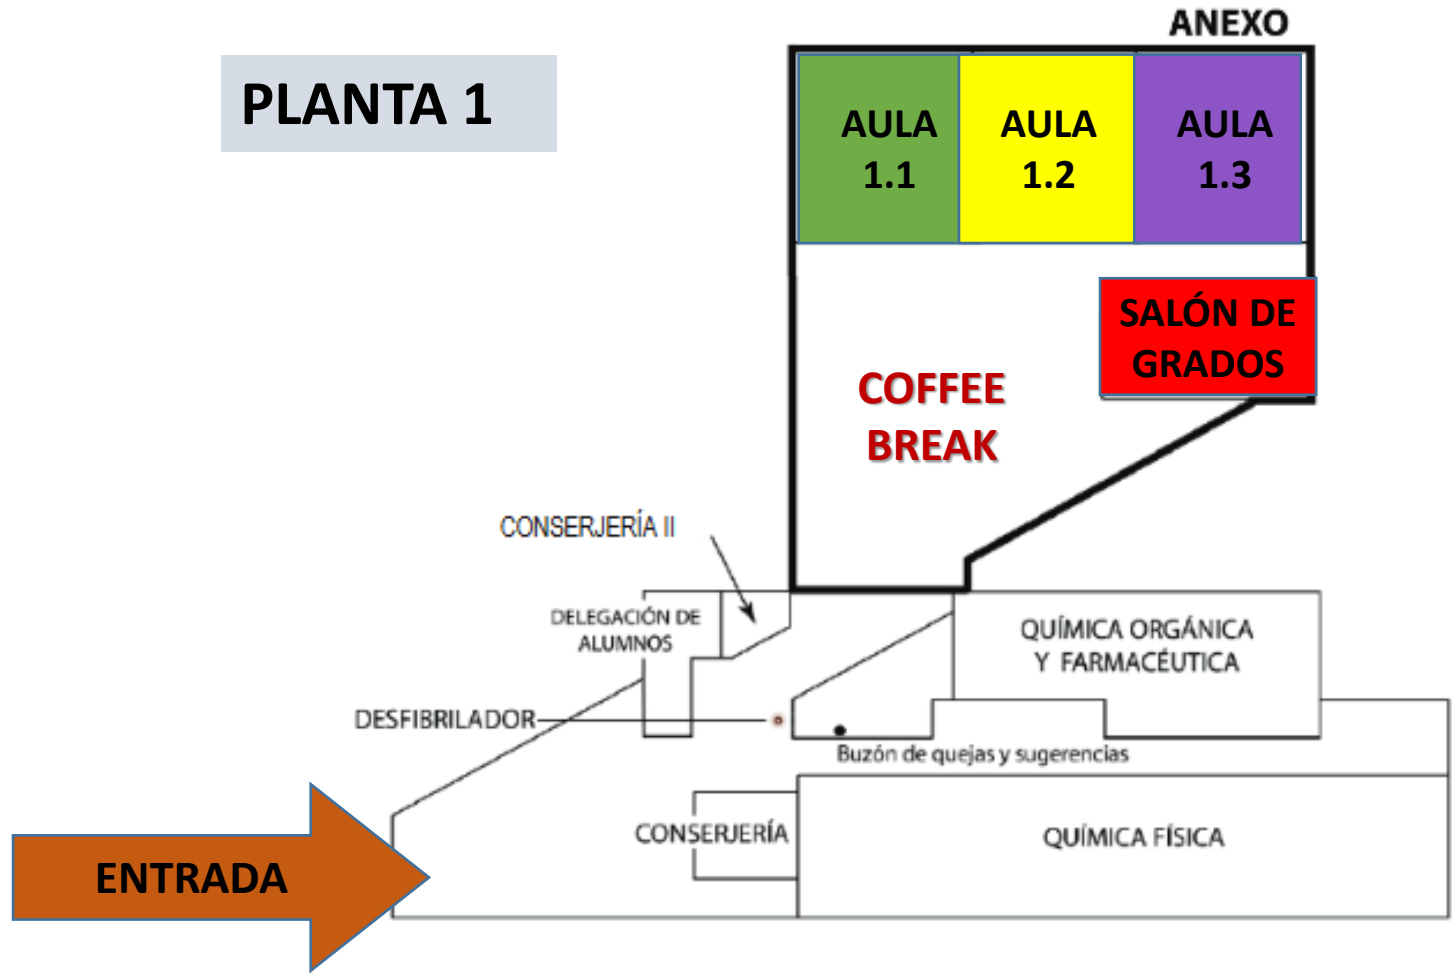 ANEXO
PLANTA 1
AULA
1.1
AULA
1.2
AULA
1.3
SALÓN DE
GRADOS
COFFEE
BREAK
CONSERJERÍA II
DELEGACIÓN DE
ALUMNOS
QUÍMICA ORGÁNICA
Y FARMACÉUTICA
DESFIBRILADOR
Buzón de quejas y sugerencias
CONSERJERÍA
QUÍMICA FÍSICA
ENTRADA